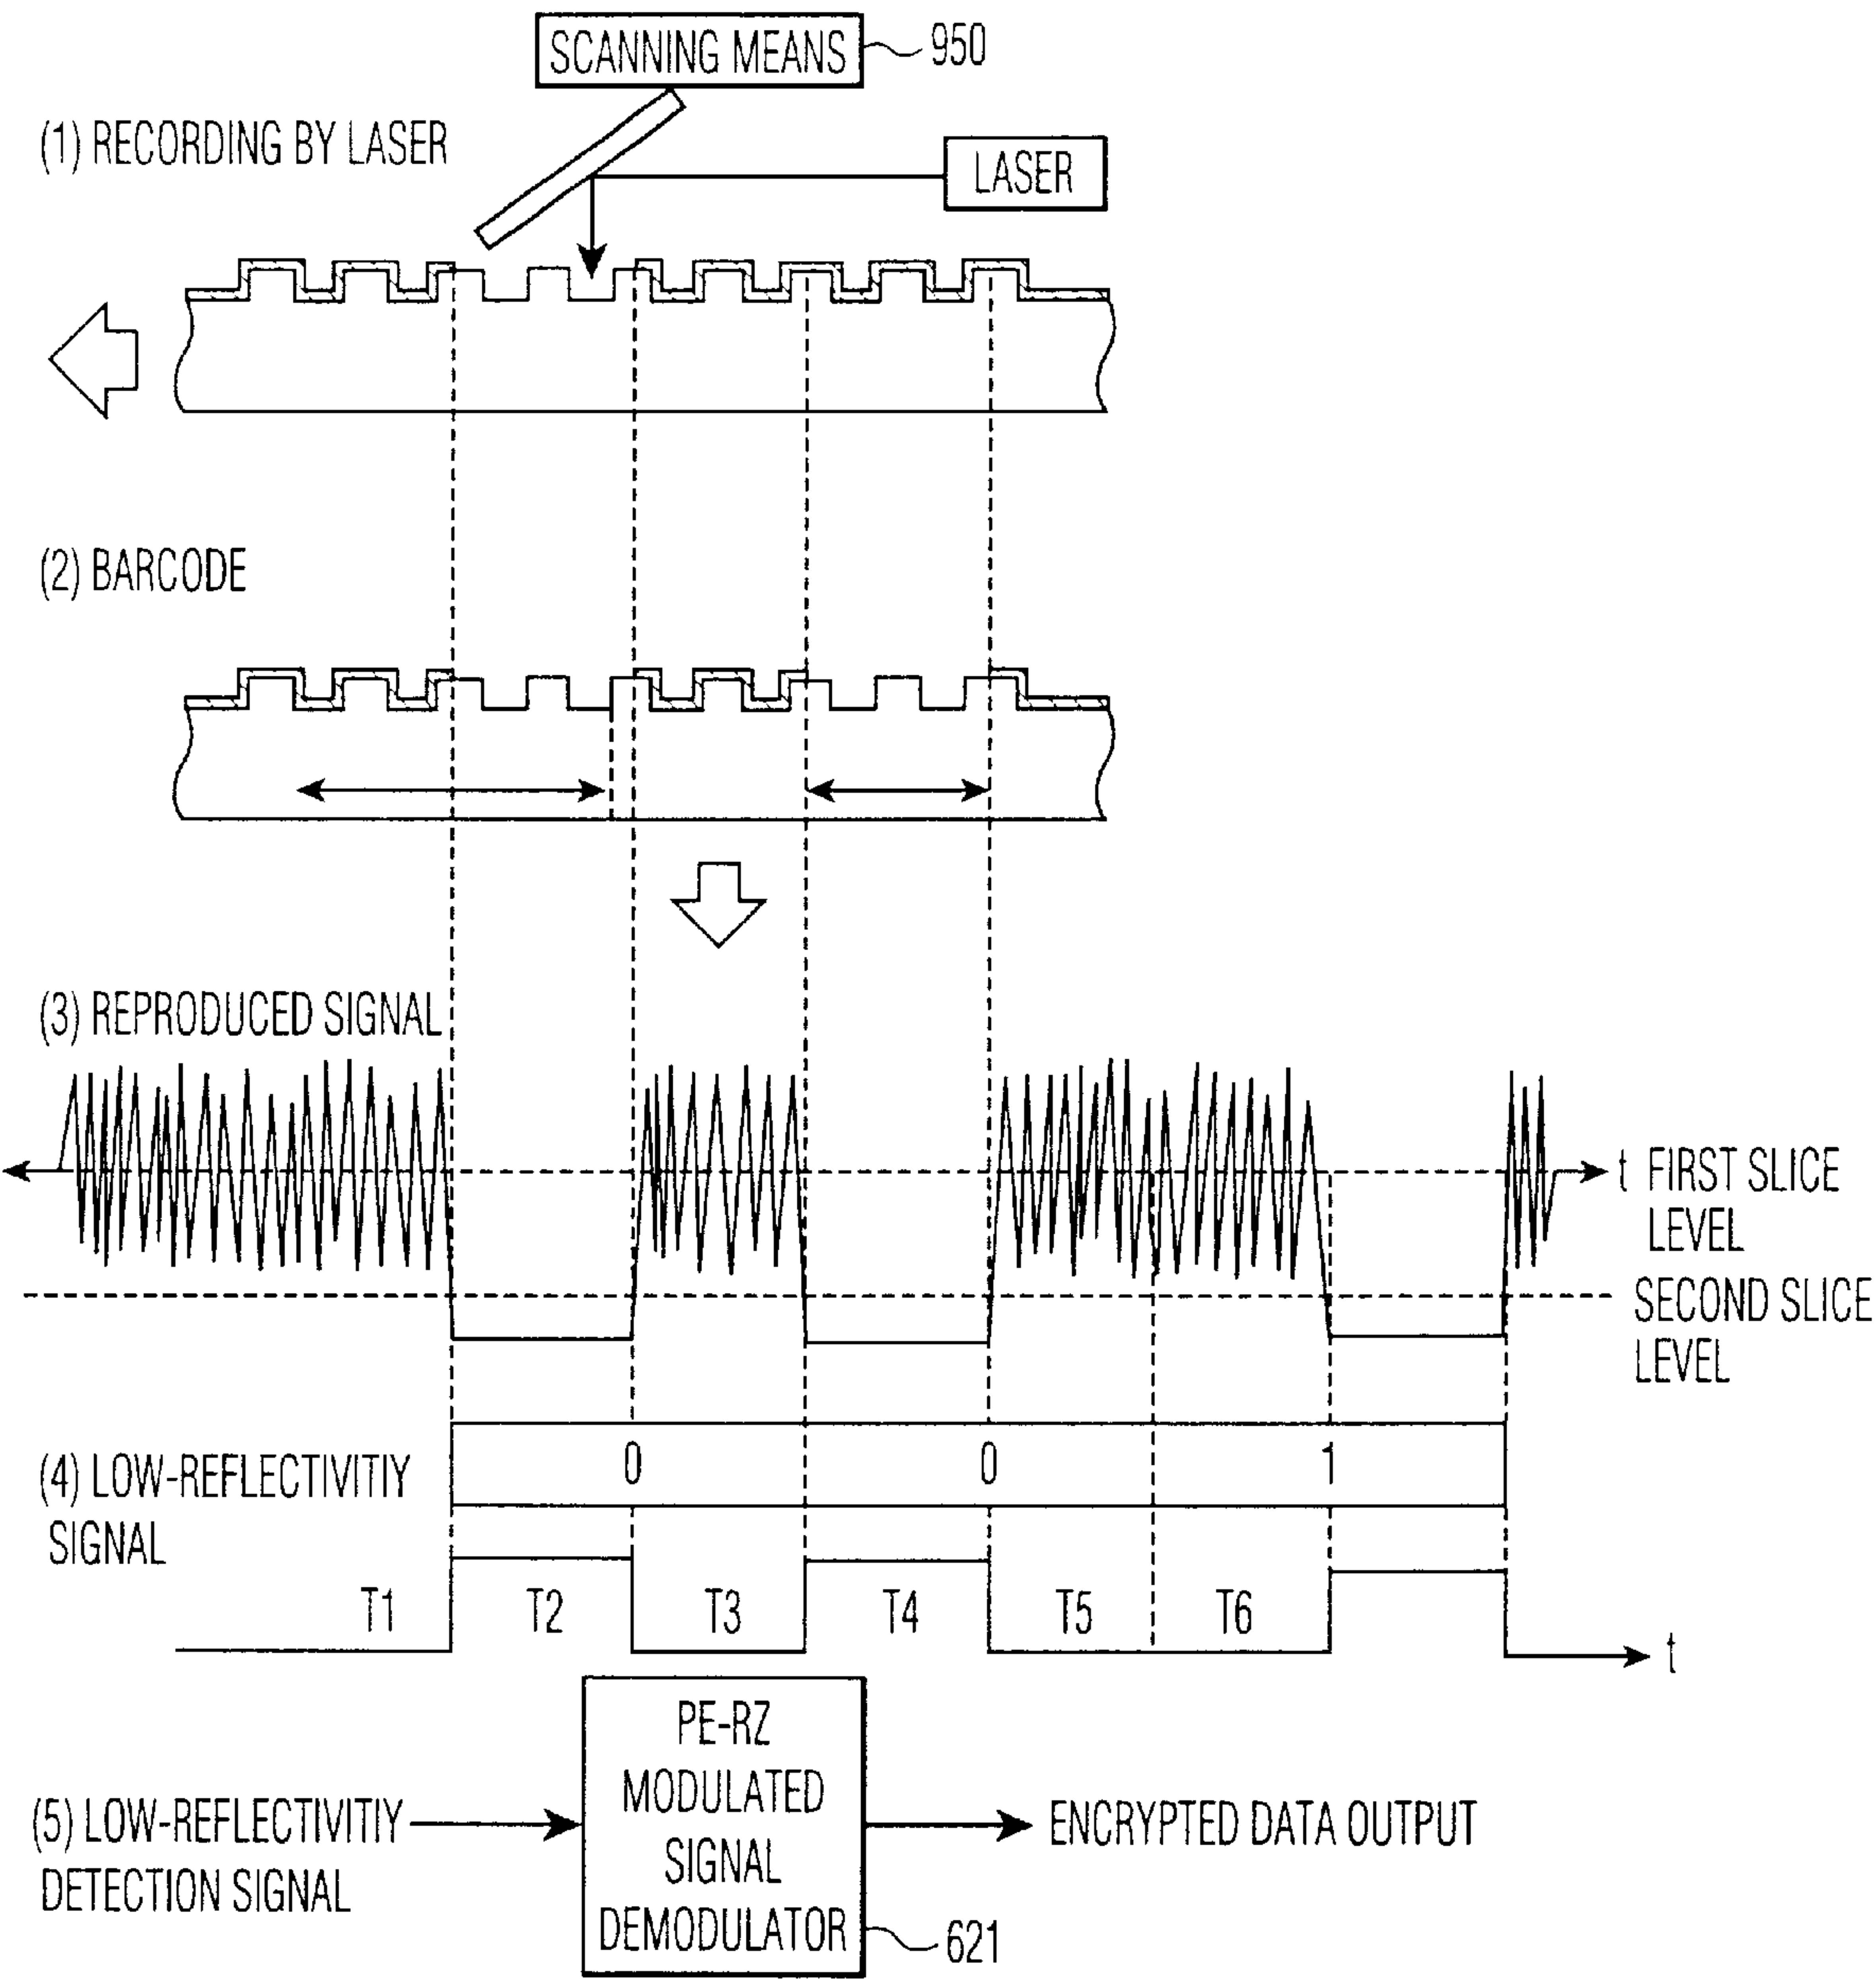 SCANNING MEANS
950
(1) RECORDING BY LASER
LASER
(2) BARCODE
(3) REPRODUCED SIGNAL
t FIRST SLICE
LEVEL
SECOND SLICE
LEVEL
0 0 1
(4) LOW-REFLECTIVITIY
SIGNAL
T1 T2 T3 T4 T5 T6
t
PE-RZ
MODULATED
SIGNAL
DEMODULATOR
(5) LOW-REFLECTIVITIY
DETECTION SIGNAL
ENCRYPTED DATA OUTPUT
621